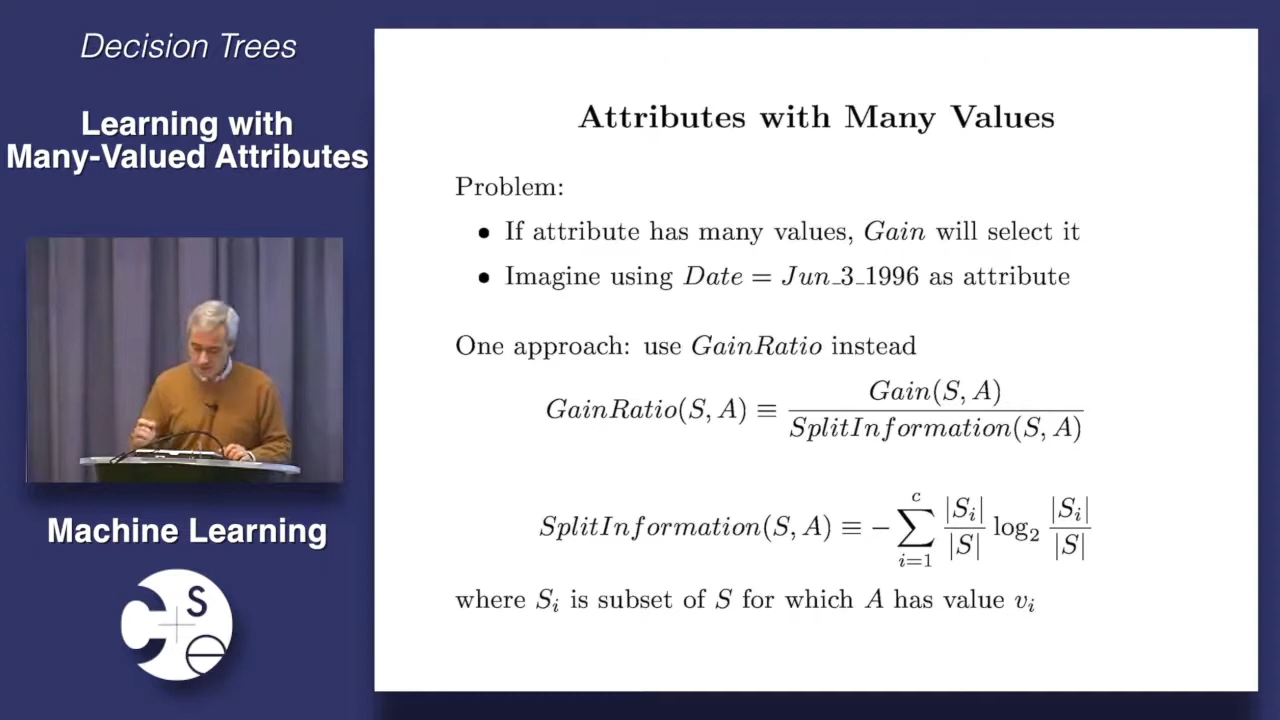 Decision Trees
Learning with
Many-Valued Attributes
Machine Learning
C + S e
Attributes with Many Values
Problem:
• If attribute has many values, Gain will select it
• Imagine using Date = Jun_3_1996 as attribute
One approach: use GainRatio instead
GainRatio(S, A) ≡ Gain(S, A) / SplitInformation(S, A)
SplitInformation(S, A) ≡ − ∑_{i=1}^{c} |S_i|/|S| log₂ |S_i|/|S|
where S_i is subset of S for which A has value v_i